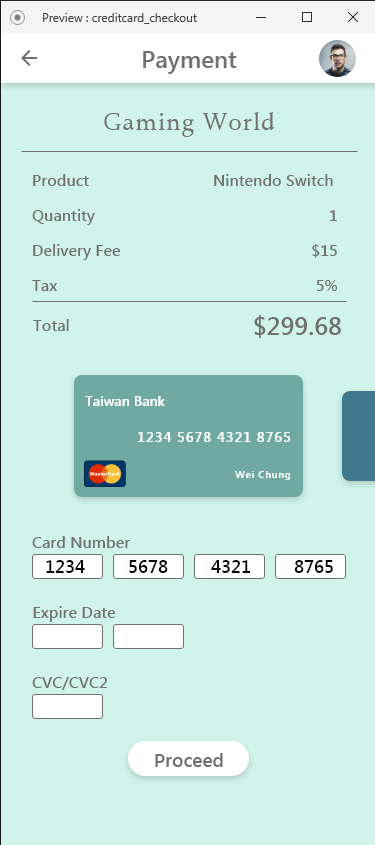 Preview : creditcard_checkout
Payment
Gaming World
Product Nintendo Switch
Quantity 1
Delivery Fee $15
Tax 5%
Total $299.68
Taiwan Bank
1234 5678 4321 8765
MasterCard Wei Chung
Card Number
1234 5678 4321 8765
Expire Date
CVC/CVC2
Proceed